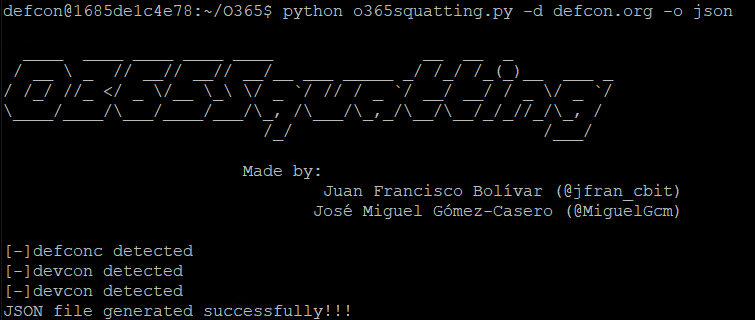 defcon@1685de1c4e78:~/O365$ python o365squatting.py -d defcon.org -o json
O365Squatting
Made by:
Juan Francisco Bolívar (@jfran_cbit)
José Miguel Gómez-Casero (@MiguelGcm)
[-]defconc detected
[-]devcon detected
[-]devcon detected
JSON file generated successfully!!!